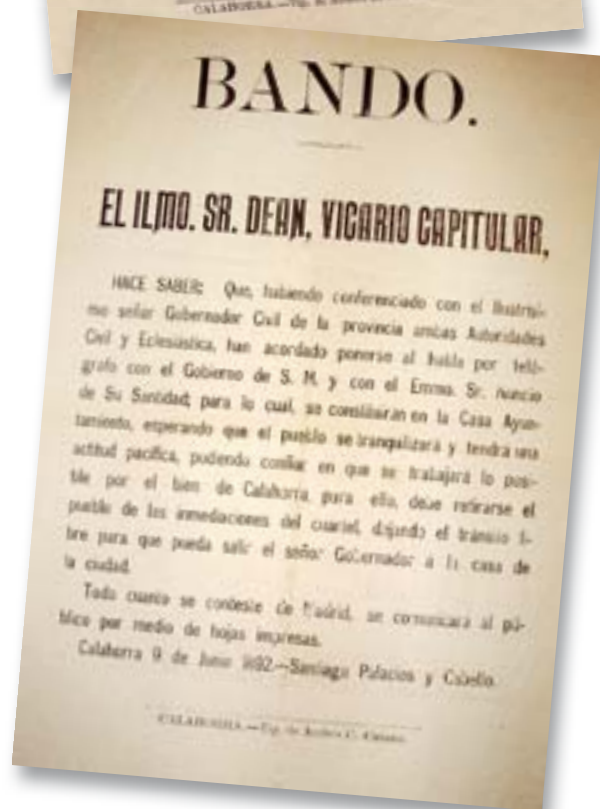 CALAHORRA.—Tip. de
BANDO.
EL ILMO. SR. DEAN, VICARIO CAPITULAR,
HACE SABER: Que, habiendo conferenciado con el Ilustrísi-
mo señor Gobernador Civil de la provincia ambas Autoridades
Civil y Eclesiástica, han acordado ponerse al habla por telé-
grafo con el Gobierno de S. M. y con el Emmo. Sr. Nuncio
de Su Santidad; para lo cual, se constituirán en la Casa Ayun-
tamiento, esperando que el pueblo se tranquilizará y tendrá una
actitud pacífica, pudiendo confiar en que se trabajará lo posi-
ble por el bien de Calahorra, para ello, debe retirarse el
pueblo de las inmediaciones del cuartel, dejando el tránsito li-
bre para que pueda salir el señor Gobernador a la casa de
la ciudad.
Todo cuanto se conteste de Madrid, se comunicará al pú-
blico por medio de hojas impresas.
Calahorra 9 de Junio 1892.—Santiago Palacios y Cabello.
CALAHORRA.—Tip. de